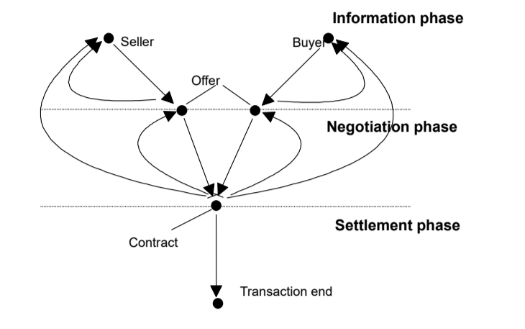 Information phase
Seller
Buyer
Offer
Negotiation phase
Settlement phase
Contract
Transaction end